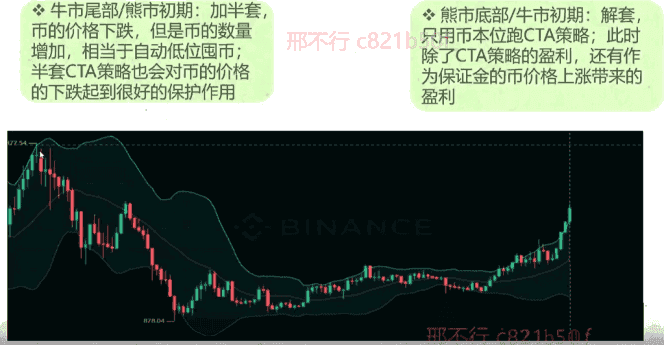 ❖ 牛市尾部/熊市初期：加半套，
币的价格下跌，但是币的数量
增加，相当于自动低位囤币；
半套CTA策略也会对币的价格
的下跌起到很好的保护作用
❖ 熊市底部/牛市初期：解套，
只用币本位跑CTA策略；此时
除了CTA策略的盈利，还有作
为保证金的币价格上涨带来的
盈利
邢不行 c821b5
BINANCE
878.04
邢不行 c821b5